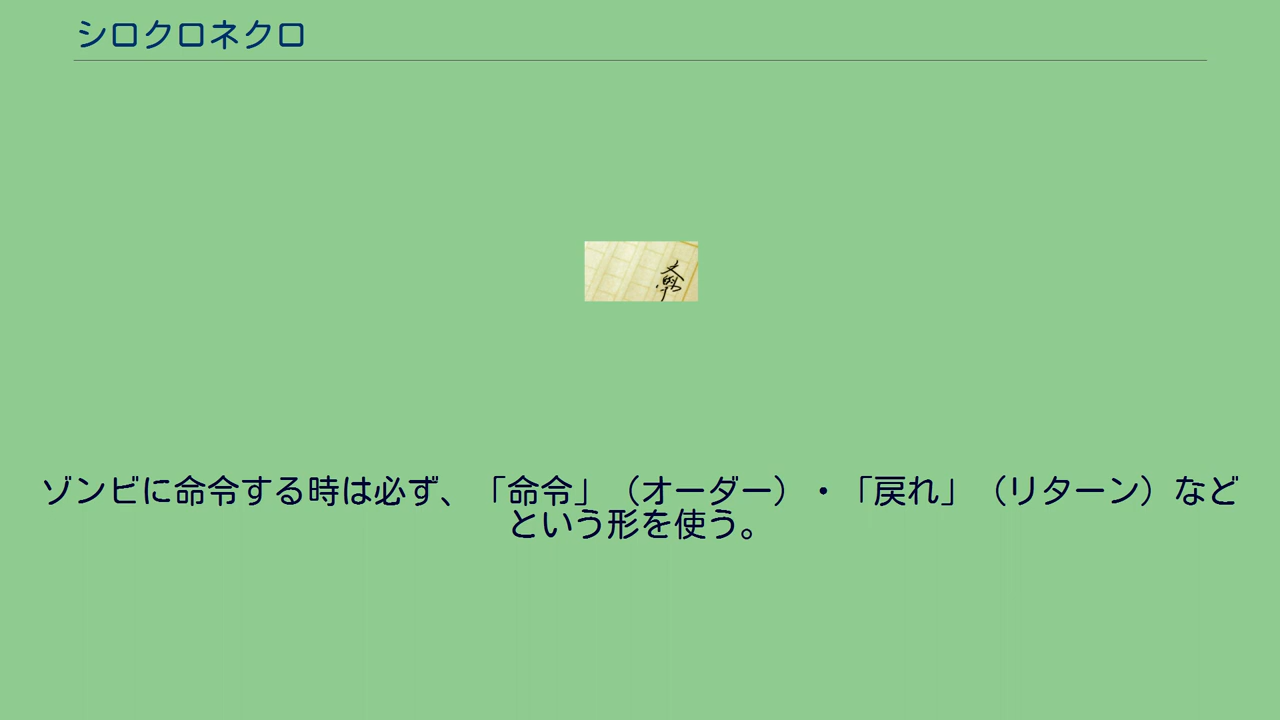 シロクロネクロ
ゾンビに命令する時は必ず、「命令」（オーダー）・「戻れ」（リターン）など
という形を使う。